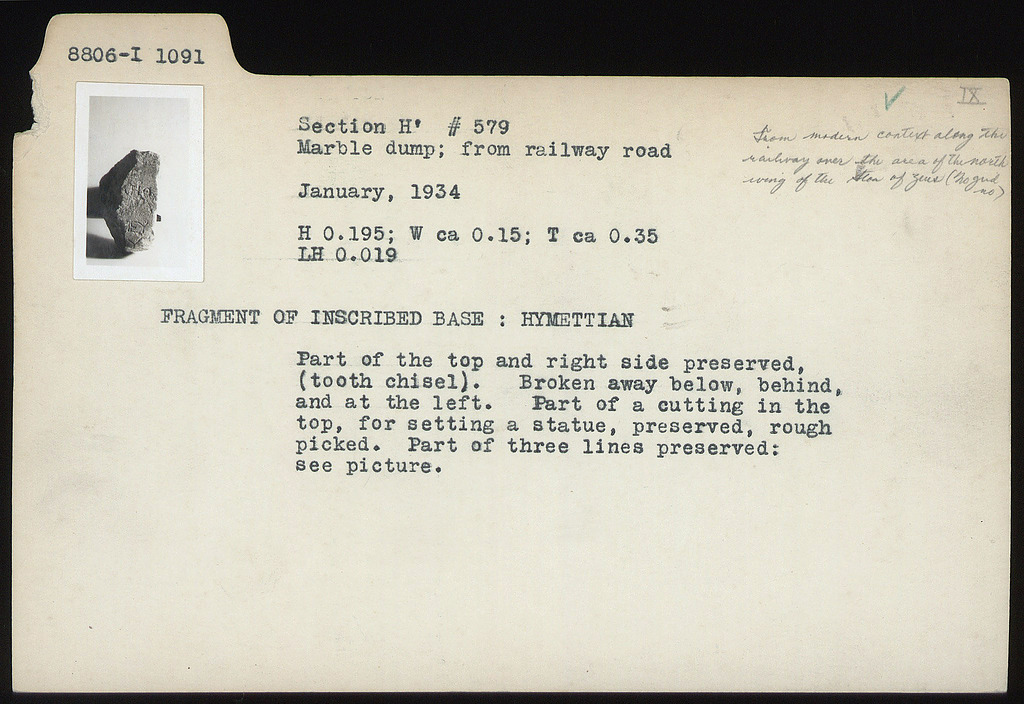 8806-I 1091
IX
Section H' # 579
Marble dump; from railway road
From modern context along the
railway over the area of the north
wing of the Stoa of Zeus (no grid
no)
January, 1934
H 0.195; W ca 0.15; T ca 0.35
LH 0.019
FRAGMENT OF INSCRIBED BASE : HYMETTIAN
Part of the top and right side preserved,
(tooth chisel). Broken away below, behind,
and at the left. Part of a cutting in the
top, for setting a statue, preserved, rough
picked. Part of three lines preserved:
see picture.